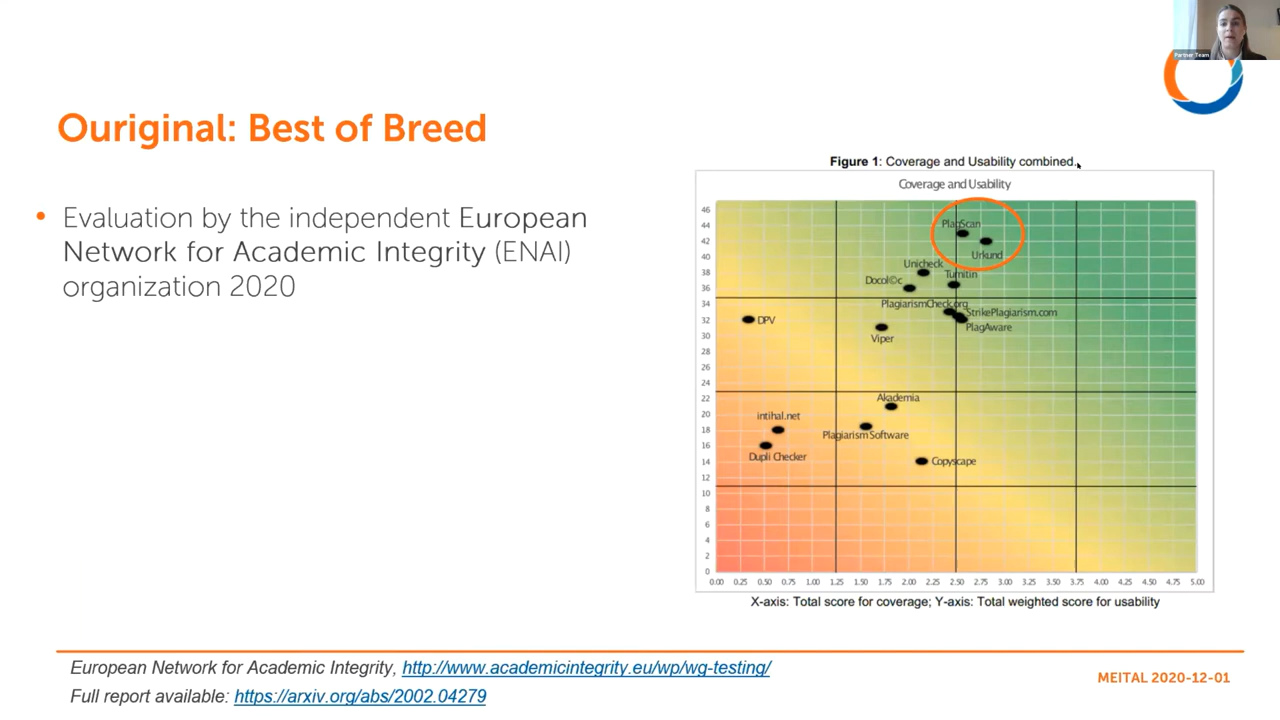 Partner Team
Ouriginal: Best of Breed
• Evaluation by the independent European
Network for Academic Integrity (ENAI)
organization 2020
Figure 1: Coverage and Usability combined.
Coverage and Usability
46
44
42
40
38
36
34
32
30
28
26
24
22
20
18
16
14
12
10
8
6
4
2
0
PlagScan
Urkund
Unicheck
Turnitin
Docol©c
PlagiarismCheck.org
StrikePlagiarism.com
DPV
PlagAware
Viper
Akademia
intihal.net
Plagiarism Software
Dupli Checker
Copyscape
0.00 0.25 0.50 0.75 1.00 1.25 1.50 1.75 2.00 2.25 2.50 2.75 3.00 3.25 3.50 3.75 4.00 4.25 4.50 4.75 5.00
X-axis: Total score for coverage; Y-axis: Total weighted score for usability
European Network for Academic Integrity, http://www.academicintegrity.eu/wp/wg-testing/
Full report available: https://arxiv.org/abs/2002.04279
MEITAL 2020-12-01